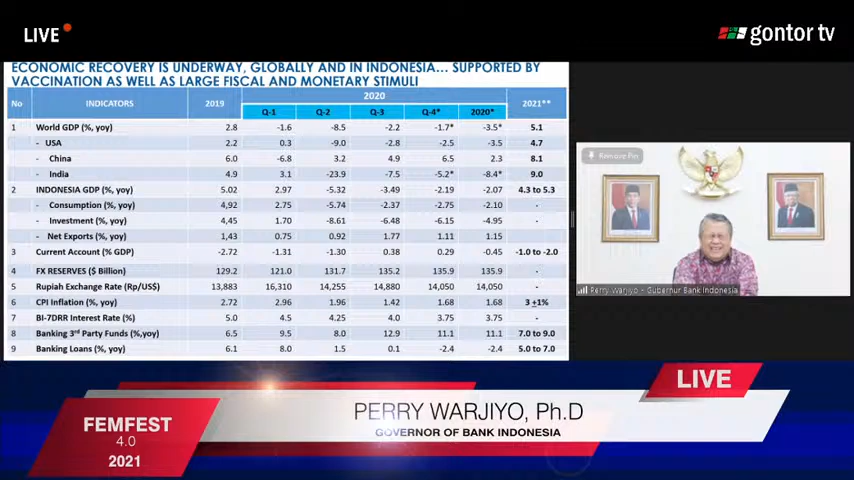 LIVE
gontor tv
ECONOMIC RECOVERY IS UNDERWAY, GLOBALLY AND IN INDONESIA... SUPPORTED BY
VACCINATION AS WELL AS LARGE FISCAL AND MONETARY STIMULI
No INDICATORS 2019 2020 2021**
Q-1 Q-2 Q-3 Q-4* 2020*
1 World GDP (%, yoy) 2.8 -1.6 -8.5 -2.2 -1.7* -3.5* 5.1
- USA 2.2 0.3 -9.0 -2.8 -2.5 -3.5 4.7
- China 6.0 -6.8 3.2 4.9 6.5 2.3 8.1
- India 4.9 3.1 -23.9 -7.5 -5.2* -8.4* 9.0
2 INDONESIA GDP (%, yoy) 5.02 2.97 -5.32 -3.49 -2.19 -2.07 4.3 to 5.3
- Consumption (%, yoy) 4,92 2.75 -5.74 -2.37 -2.75 -2.10 -
- Investment (%, yoy) 4,45 1.70 -8.61 -6.48 -6.15 -4.95 -
- Net Exports (%, yoy) 1,43 0.75 0.92 1.77 1.11 1.15 -
3 Current Account (% GDP) -2.72 -1.31 -1.30 0.38 0.29 -0.45 -1.0 to -2.0
4 FX RESERVES ($ Billion) 129.2 121.0 131.7 135.2 135.9 135.9 -
5 Rupiah Exchange Rate (Rp/US$) 13,883 16,310 14,255 14,880 14,050 14,050 -
6 CPI Inflation (%, yoy) 2.72 2.96 1.96 1.42 1.68 1.68 3 ±1%
7 BI-7DRR Interest Rate (%) 5.0 4.5 4.25 4.0 3.75 3.75 -
8 Banking 3rd Party Funds (%,yoy) 6.5 9.5 8.0 12.9 11.1 11.1 7.0 to 9.0
9 Banking Loans (%, yoy) 6.1 8.0 1.5 0.1 -2.4 -2.4 5.0 to 7.0
Remove Pin
Perry Warjiyo - Gubernur Bank Indonesia
LIVE
PERRY WARJIYO, Ph.D
GOVERNOR OF BANK INDONESIA
FEMFEST
4.0
2021